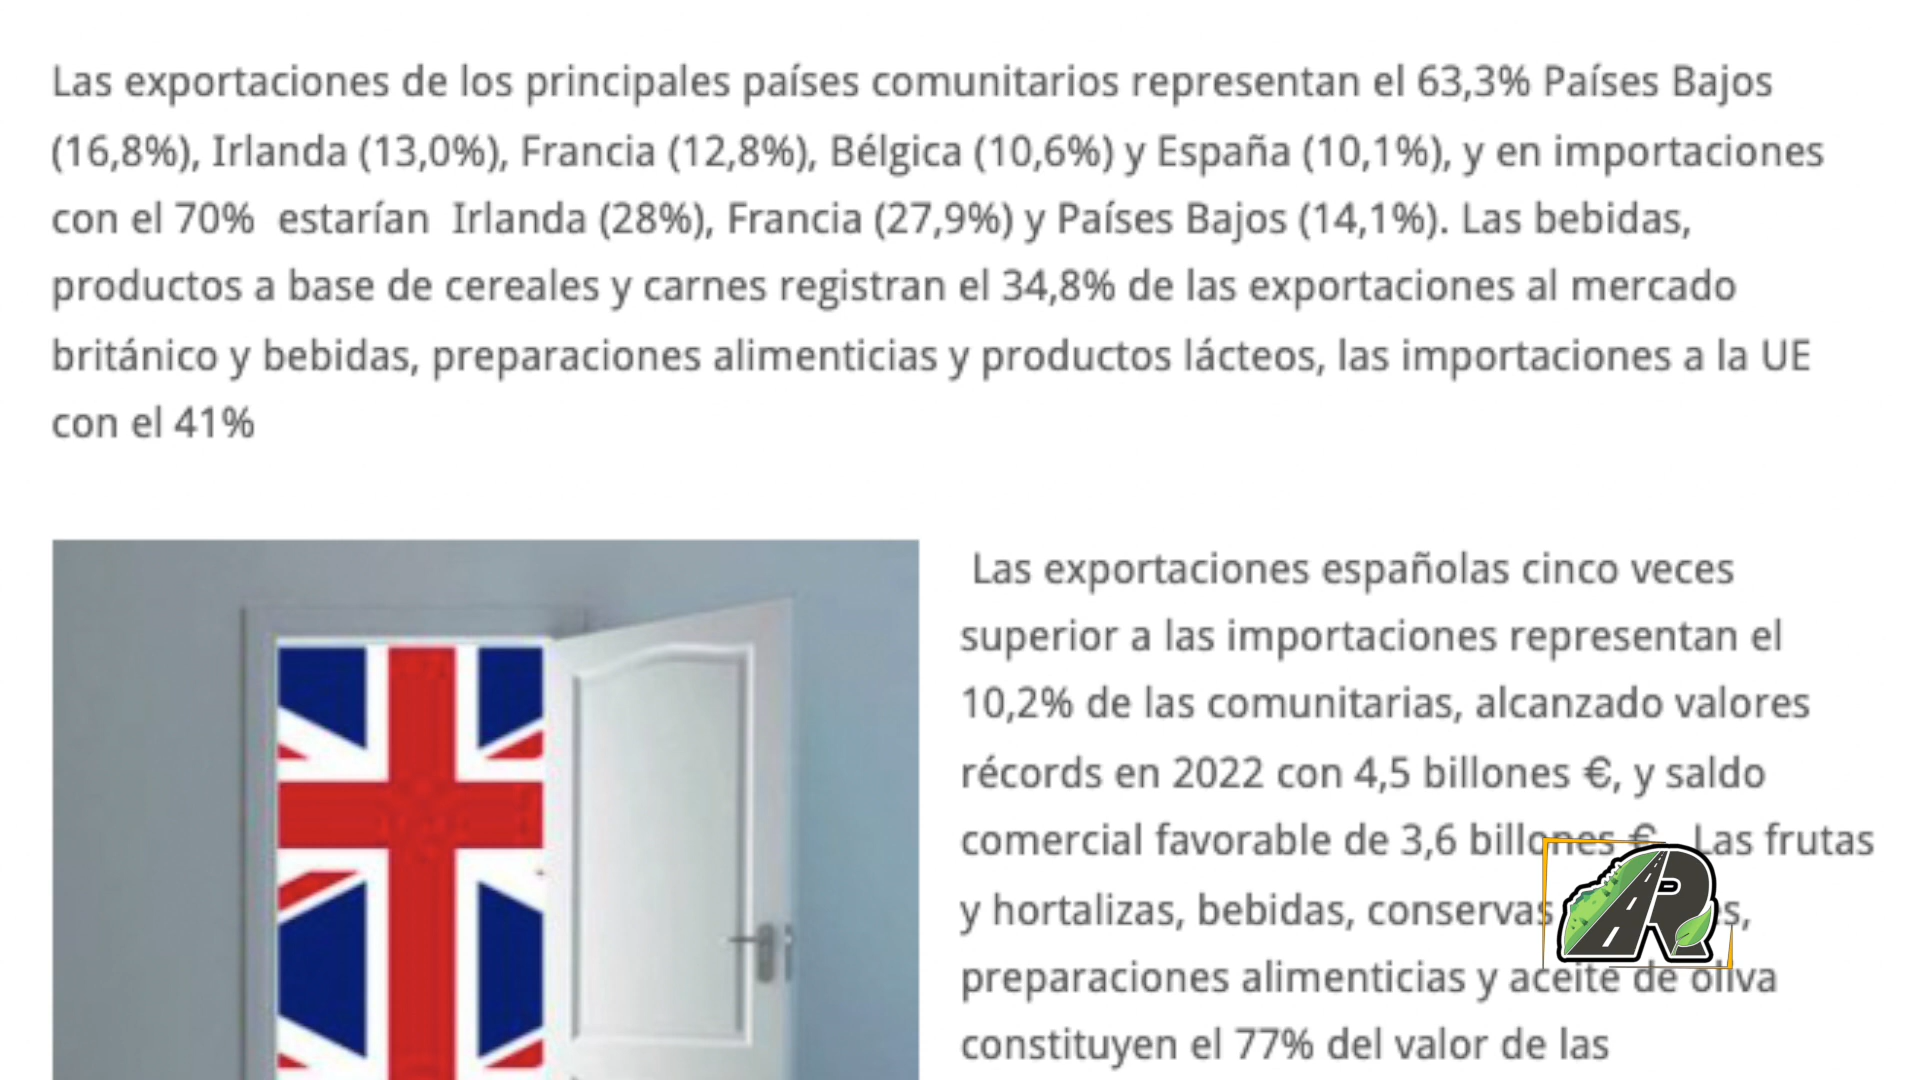 Las exportaciones de los principales países comunitarios representan el 63,3% Países Bajos
(16,8%), Irlanda (13,0%), Francia (12,8%), Bélgica (10,6%) y España (10,1%), y en importaciones
con el 70% estarían Irlanda (28%), Francia (27,9%) y Países Bajos (14,1%). Las bebidas,
productos a base de cereales y carnes registran el 34,8% de las exportaciones al mercado
británico y bebidas, preparaciones alimenticias y productos lácteos, las importaciones a la UE
con el 41%
Las exportaciones españolas cinco veces
superior a las importaciones representan el
10,2% de las comunitarias, alcanzado valores
récords en 2022 con 4,5 billones €, y saldo
comercial favorable de 3,6 billones €. Las frutas
y hortalizas, bebidas, conservas
preparaciones alimenticias y aceite de oliva
constituyen el 77% del valor de las
R